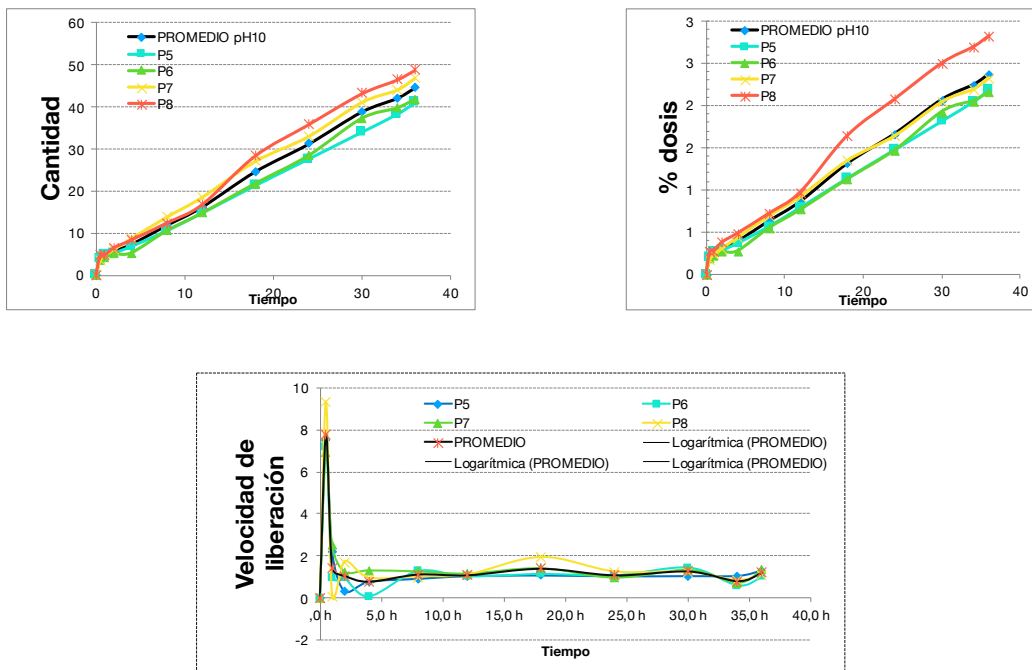 60
50
40
30
20
10
0
Cantidad
PROMEDIO pH10
P5
P6
P7
P8
0
10
20
30
40
Tiempo
3
3
2
2
1
1
0
% dosis
PROMEDIO pH10
P5
P6
P7
P8
0
10
20
30
40
Tiempo
10
8
6
4
2
0
-2
Velocidad de
liberación
P5
P6
P7
P8
PROMEDIO
Logarítmica (PROMEDIO)
Logarítmica (PROMEDIO)
Logarítmica (PROMEDIO)
,0 h
5,0 h
10,0 h
15,0 h
20,0 h
25,0 h
30,0 h
35,0 h
40,0 h
Tiempo